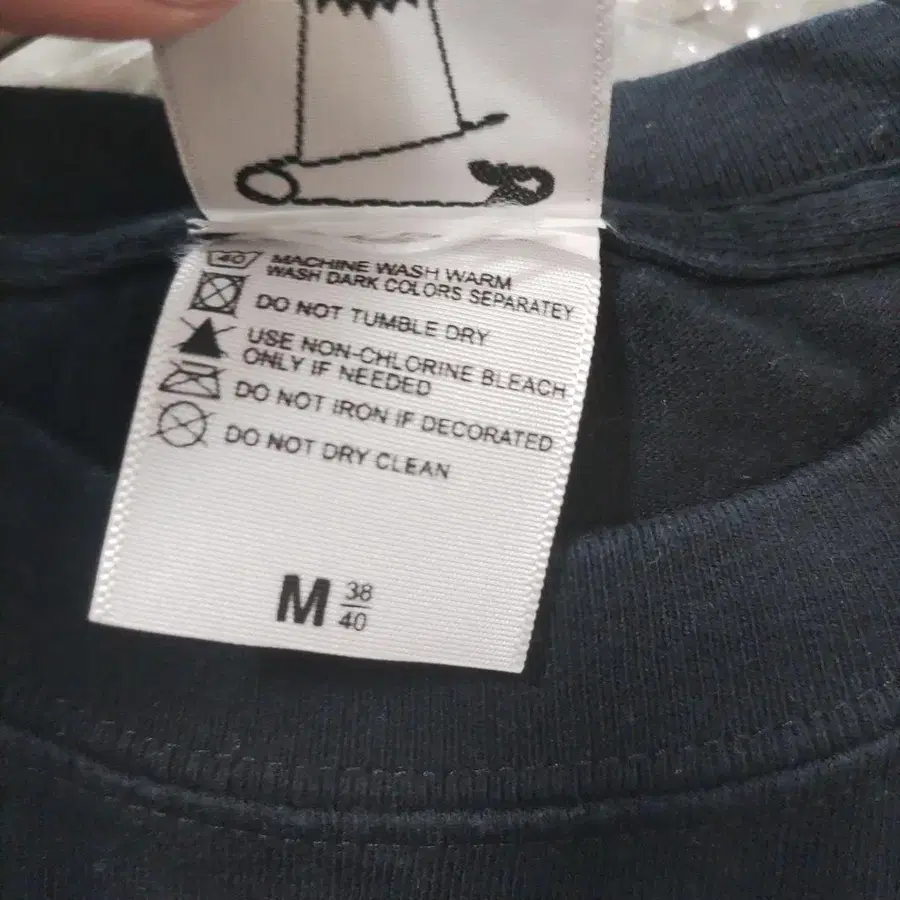 40
MACHINE WASH WARM
WASH DARK COLORS SEPARATEY
DO NOT TUMBLE DRY
USE NON-CHLORINE BLEACH
ONLY IF NEEDED
DO NOT IRON IF DECORATED
DO NOT DRY CLEAN
M 38
40